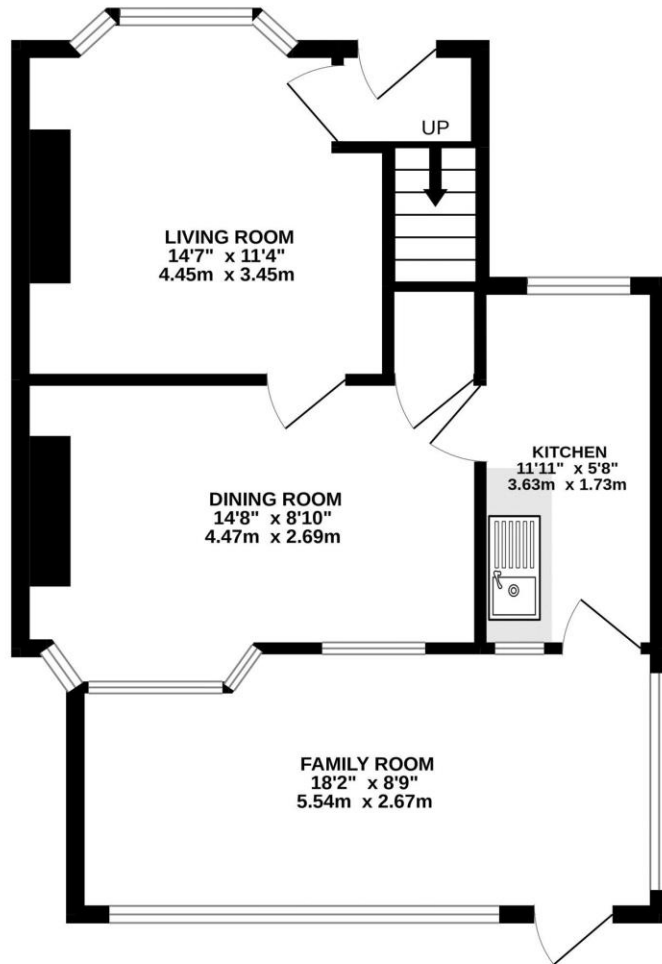 UP
LIVING ROOM
14'7" x 11'4"
4.45m x 3.45m
KITCHEN
11'11" x 5'8"
3.63m x 1.73m
DINING ROOM
14'8" x 8'10"
4.47m x 2.69m
FAMILY ROOM
18'2" x 8'9"
5.54m x 2.67m